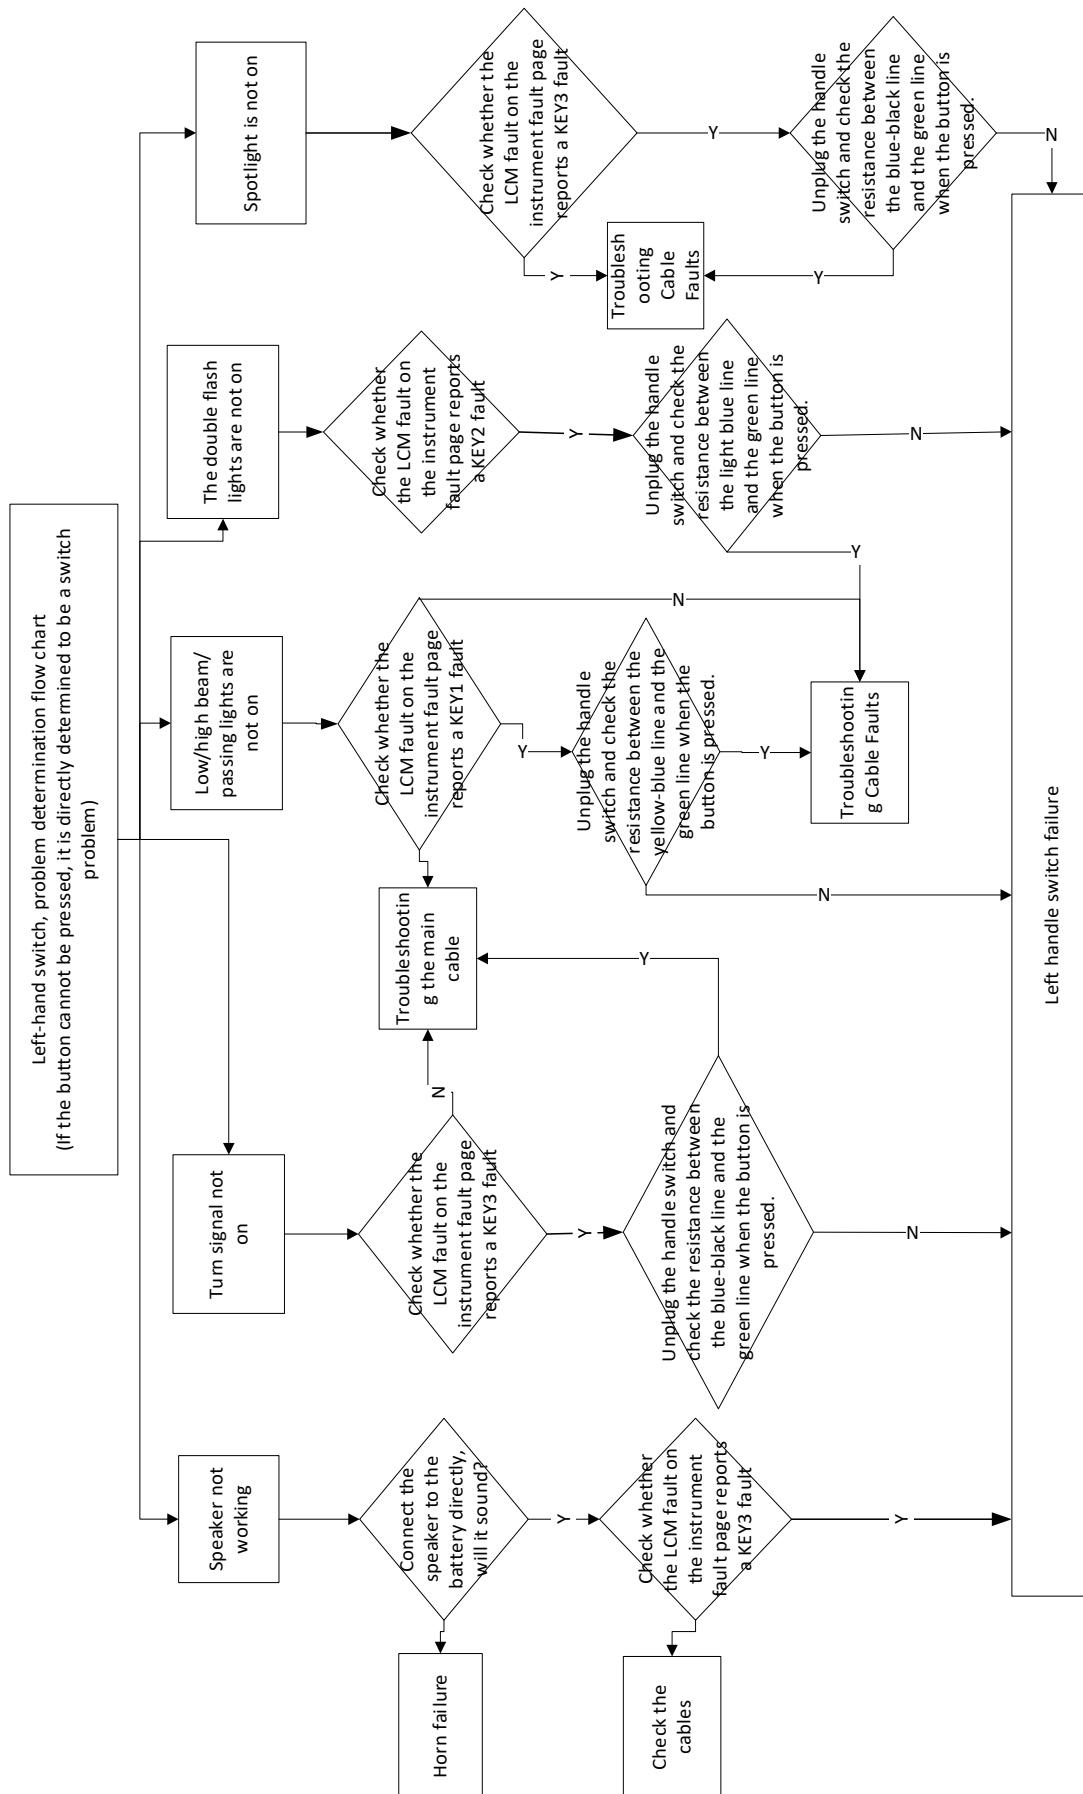 Left-hand switch, problem determination flow chart
(If the button cannot be pressed, it is directly determined to be a switch
problem)
Speaker not
working
Turn signal not
on
Low/high beam/
passing lights are
not on
The double flash
lights are not on
Spotlight is not on
Connect the
speaker to the
battery directly,
will it sound?
Check whether the
LCM fault on the
instrument fault page
reports a KEY3 fault
Check whether the
LCM fault on the
instrument fault page
reports a KEY1 fault
Check whether
the LCM fault on
the instrument
fault page reports
a KEY2 fault
Check whether the
LCM fault on the
instrument fault page
reports a KEY3 fault
Horn failure
Y
N
Troubleshootin
g the main
cable
Y
Y
N
Y
Y
Y
Troublesh
ooting
Cable
Faults
Y
Check the
cables
Check whether
the LCM fault on
the instrument
fault page reports
a KEY3 fault
Unplug the handle switch and
check the resistance between
the blue-black line and the
green line when the button is
pressed.
Y
Unplug the handle
switch and check the
resistance between the
yellow-blue line and the
green line when the
button is pressed.
Y
Unplug the handle
switch and check the
resistance between
the light blue line
and the green line
when the button is
pressed.
Y
Unplug the handle
switch and check the
resistance between
the blue-black line
and the green line
when the button is
pressed.
Troubleshootin
g Cable Faults
Y
N
N
N
N
Left handle switch failure